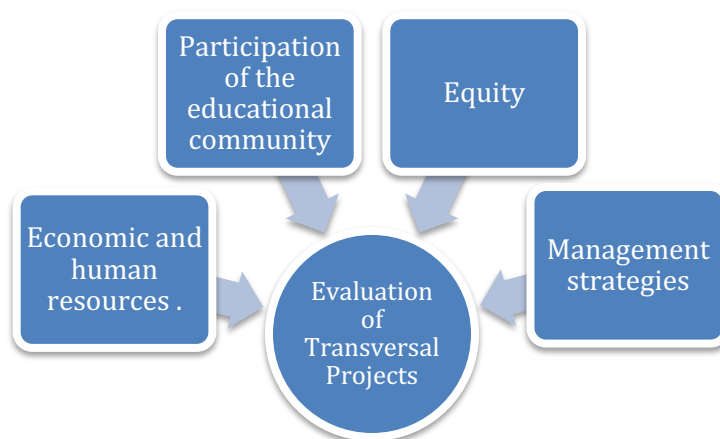 Participation
of the
educational
community
Equity
Economic and
human
resources .
Management
strategies
Evaluation
of
Transversal
Projects